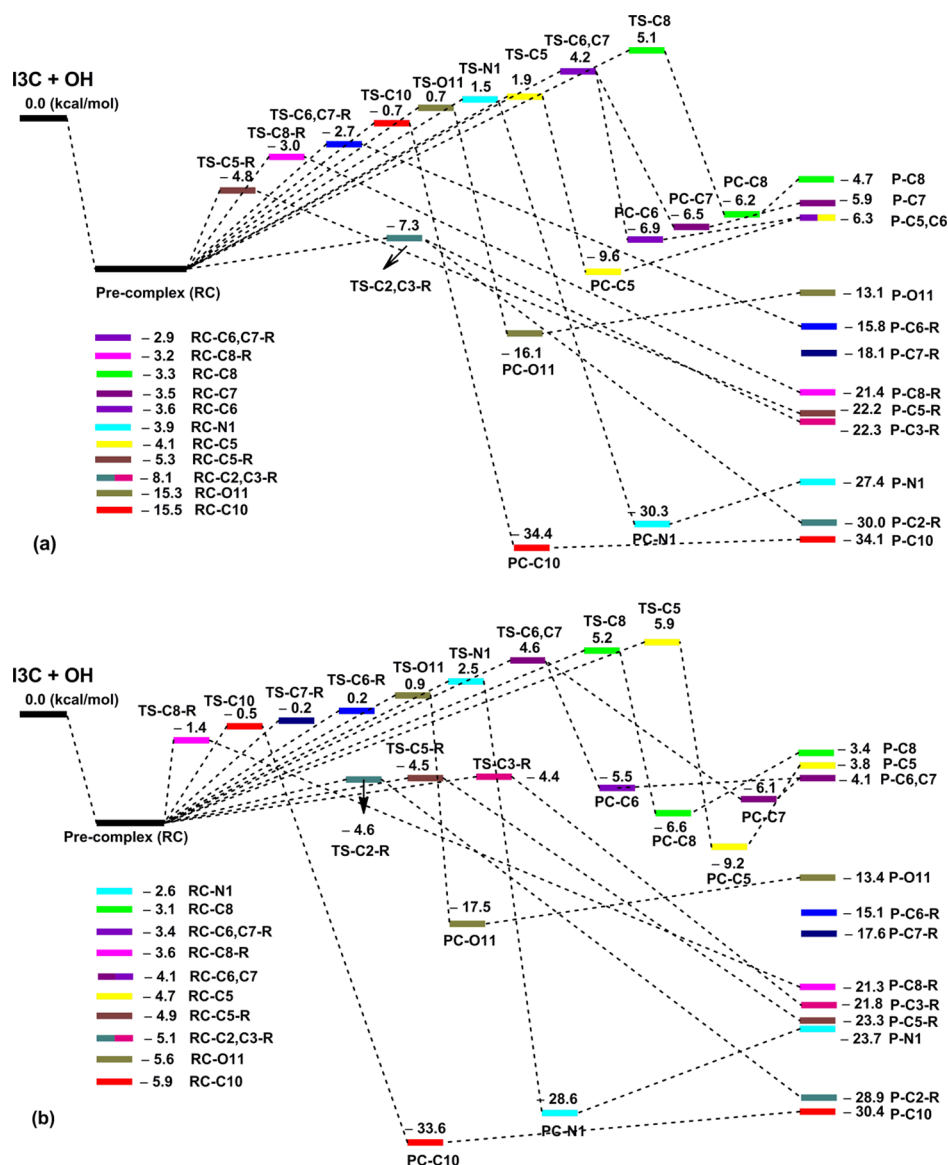 TS-C8
5.1
TS-C6,C7
4.2
TS-C5
1.9
TS-N1
1.5
TS-O11
0.7
TS-C10
– 0.7
TS-C6,C7-R
– 2.7
TS-C8-R
– 3.0
TS-C5-R
– 4.8
I3C + OH
0.0 (kcal/mol)
– 7.3
TS-C2,C3-R
Pre-complex (RC)
PC-C8
– 6.2
PC-C7
– 6.5
PC-C6
– 6.9
– 9.6
PC-C5
– 16.1
PC-O11
– 30.3
PC-N1
– 34.4
PC-C10
– 4.7 P-C8
– 5.9 P-C7
– 6.3 P-C5,C6
– 13.1 P-O11
– 15.8 P-C6-R
– 18.1 P-C7-R
– 21.4 P-C8-R
– 22.2 P-C5-R
– 22.3 P-C3-R
– 27.4 P-N1
– 30.0 P-C2-R
– 34.1 P-C10
– 2.9 RC-C6,C7-R
– 3.2 RC-C8-R
– 3.3 RC-C8
– 3.5 RC-C7
– 3.6 RC-C6
– 3.9 RC-N1
– 4.1 RC-C5
– 5.3 RC-C5-R
– 8.1 RC-C2,C3-R
– 15.3 RC-O11
– 15.5 RC-C10
(a)
TS-C5
5.9
TS-C8
5.2
TS-C6,C7
4.6
TS-N1
2.5
TS-O11
0.9
TS-C6-R
0.2
TS-C7-R
– 0.2
TS-C10
– 0.5
TS-C8-R
– 1.4
I3C + OH
0.0 (kcal/mol)
TS-C5-R
– 4.5
TS-C3-R
– 4.4
– 4.6
TS-C2-R
Pre-complex (RC)
– 5.5
PC-C6
– 6.1
PC-C7
– 6.6
PC-C8
– 9.2
PC-C5
– 17.5
PC-O11
– 28.6
PC-N1
– 33.6
PC-C10
– 3.4 P-C8
– 3.8 P-C5
– 4.1 P-C6,C7
– 13.4 P-O11
– 15.1 P-C6-R
– 17.6 P-C7-R
– 21.3 P-C8-R
– 21.8 P-C3-R
– 23.3 P-C5-R
– 23.7 P-N1
– 28.9 P-C2-R
– 30.4 P-C10
– 2.6 RC-N1
– 3.1 RC-C8
– 3.4 RC-C6,C7-R
– 3.6 RC-C8-R
– 4.1 RC-C6,C7
– 4.7 RC-C5
– 4.9 RC-C5-R
– 5.1 RC-C2,C3-R
– 5.6 RC-O11
– 5.9 RC-C10
(b)